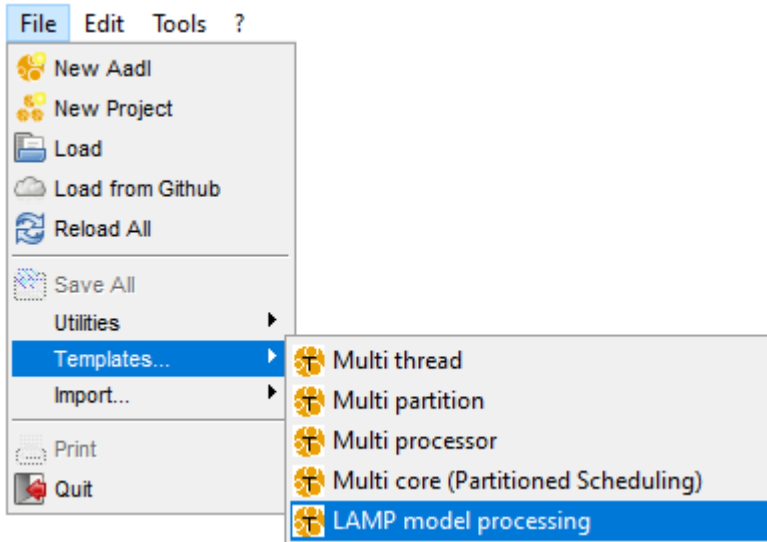 File Edit Tools ?
New Aadl
New Project
Load
Load from Github
Reload All
Save All
Utilities
Templates...
Import...
Print
Quit
Multi thread
Multi partition
Multi processor
Multi core (Partitioned Scheduling)
LAMP model processing